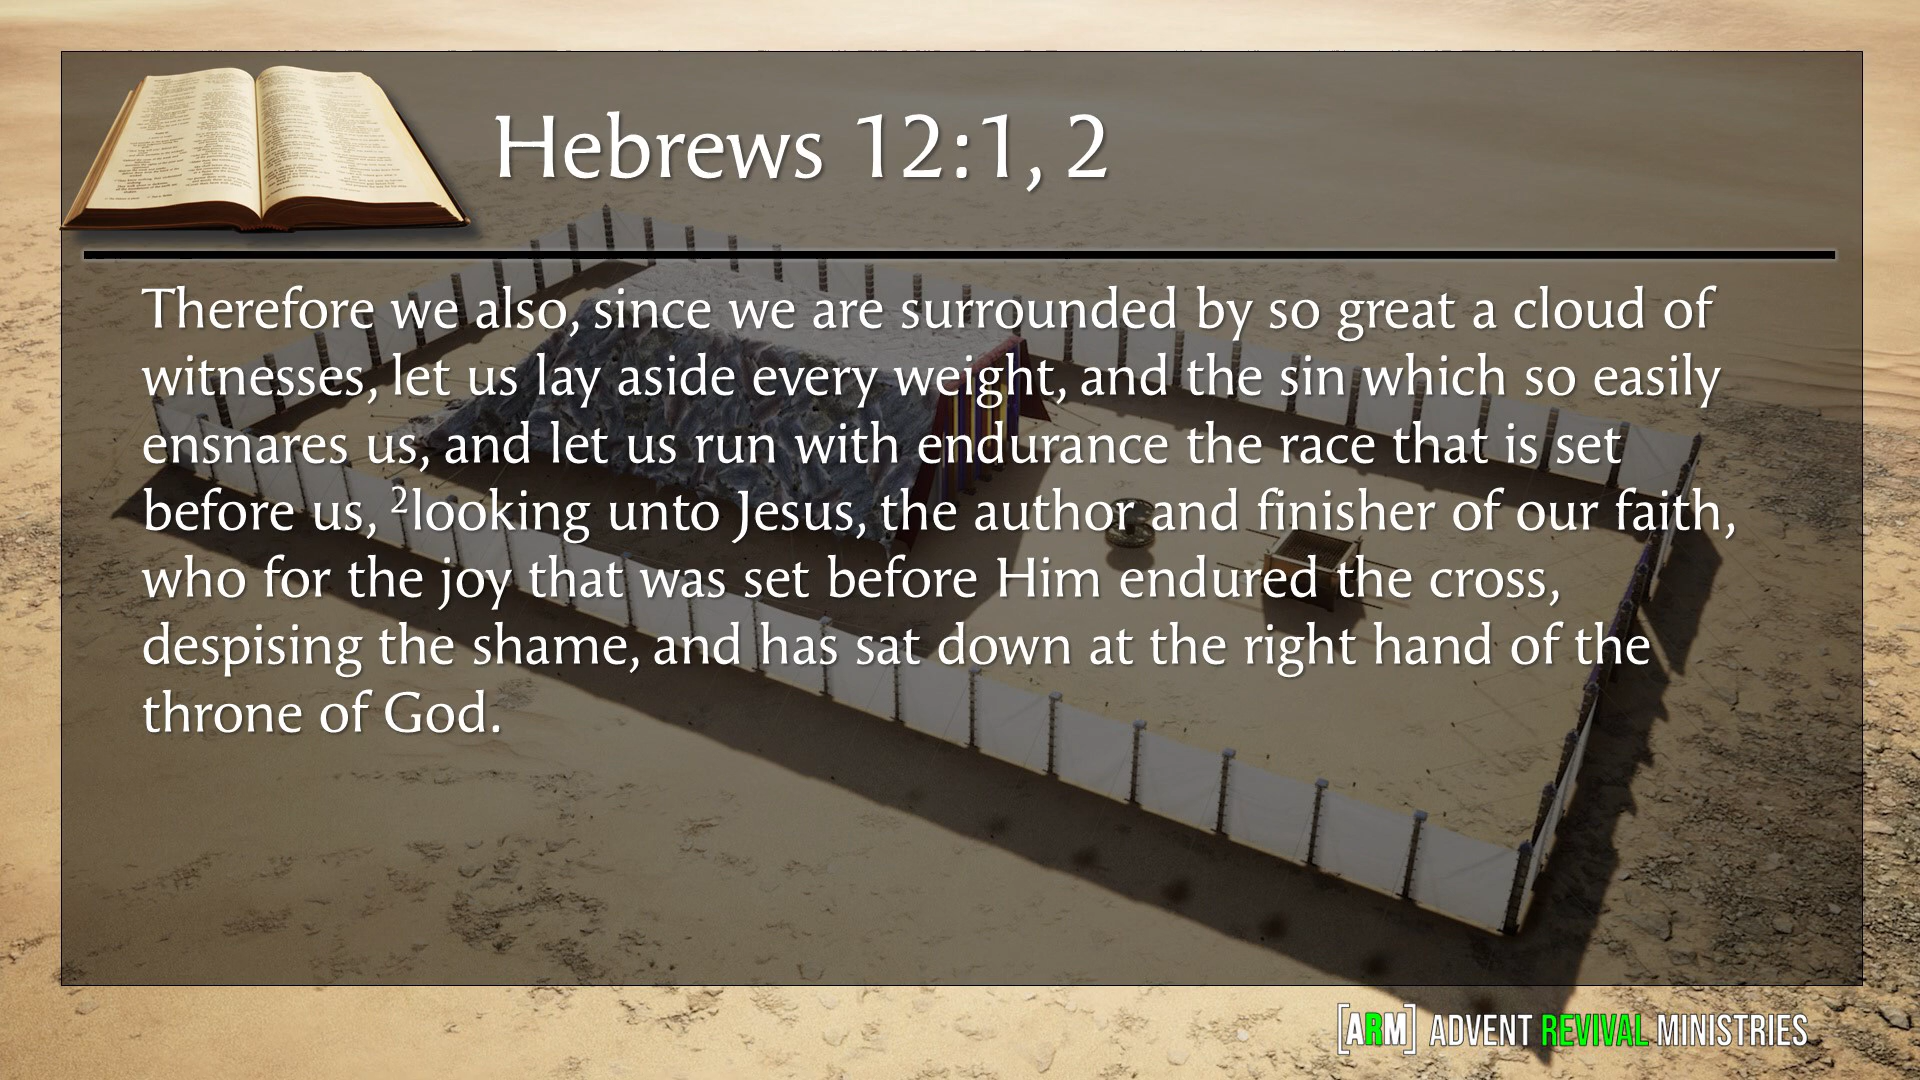 Hebrews 12:1, 2
Therefore we also, since we are surrounded by so great a cloud of
witnesses, let us lay aside every weight, and the sin which so easily
ensnares us, and let us run with endurance the race that is set
before us, ²looking unto Jesus, the author and finisher of our faith,
who for the joy that was set before Him endured the cross,
despising the shame, and has sat down at the right hand of the
throne of God.
[ARM] ADVENT REVIVAL MINISTRIES